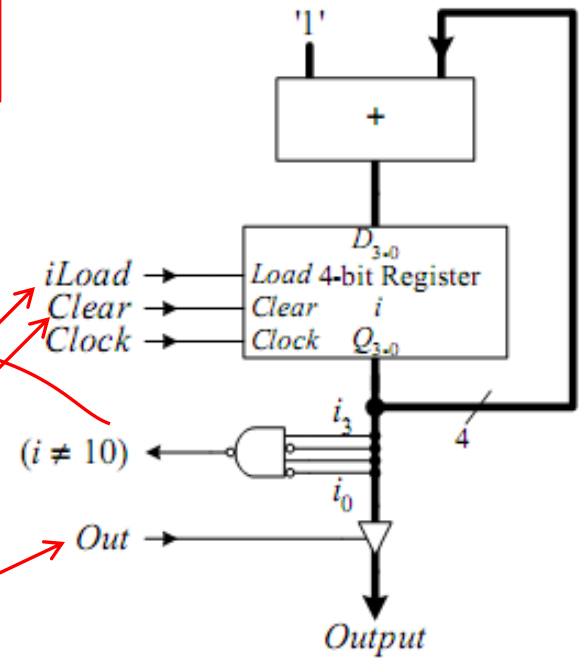 '1'
+
D3-0
iLoad Load 4-bit Register
Clear Clear i
Clock Clock Q3-0
i3
4
(i ≠ 10)
i0
Out
Output